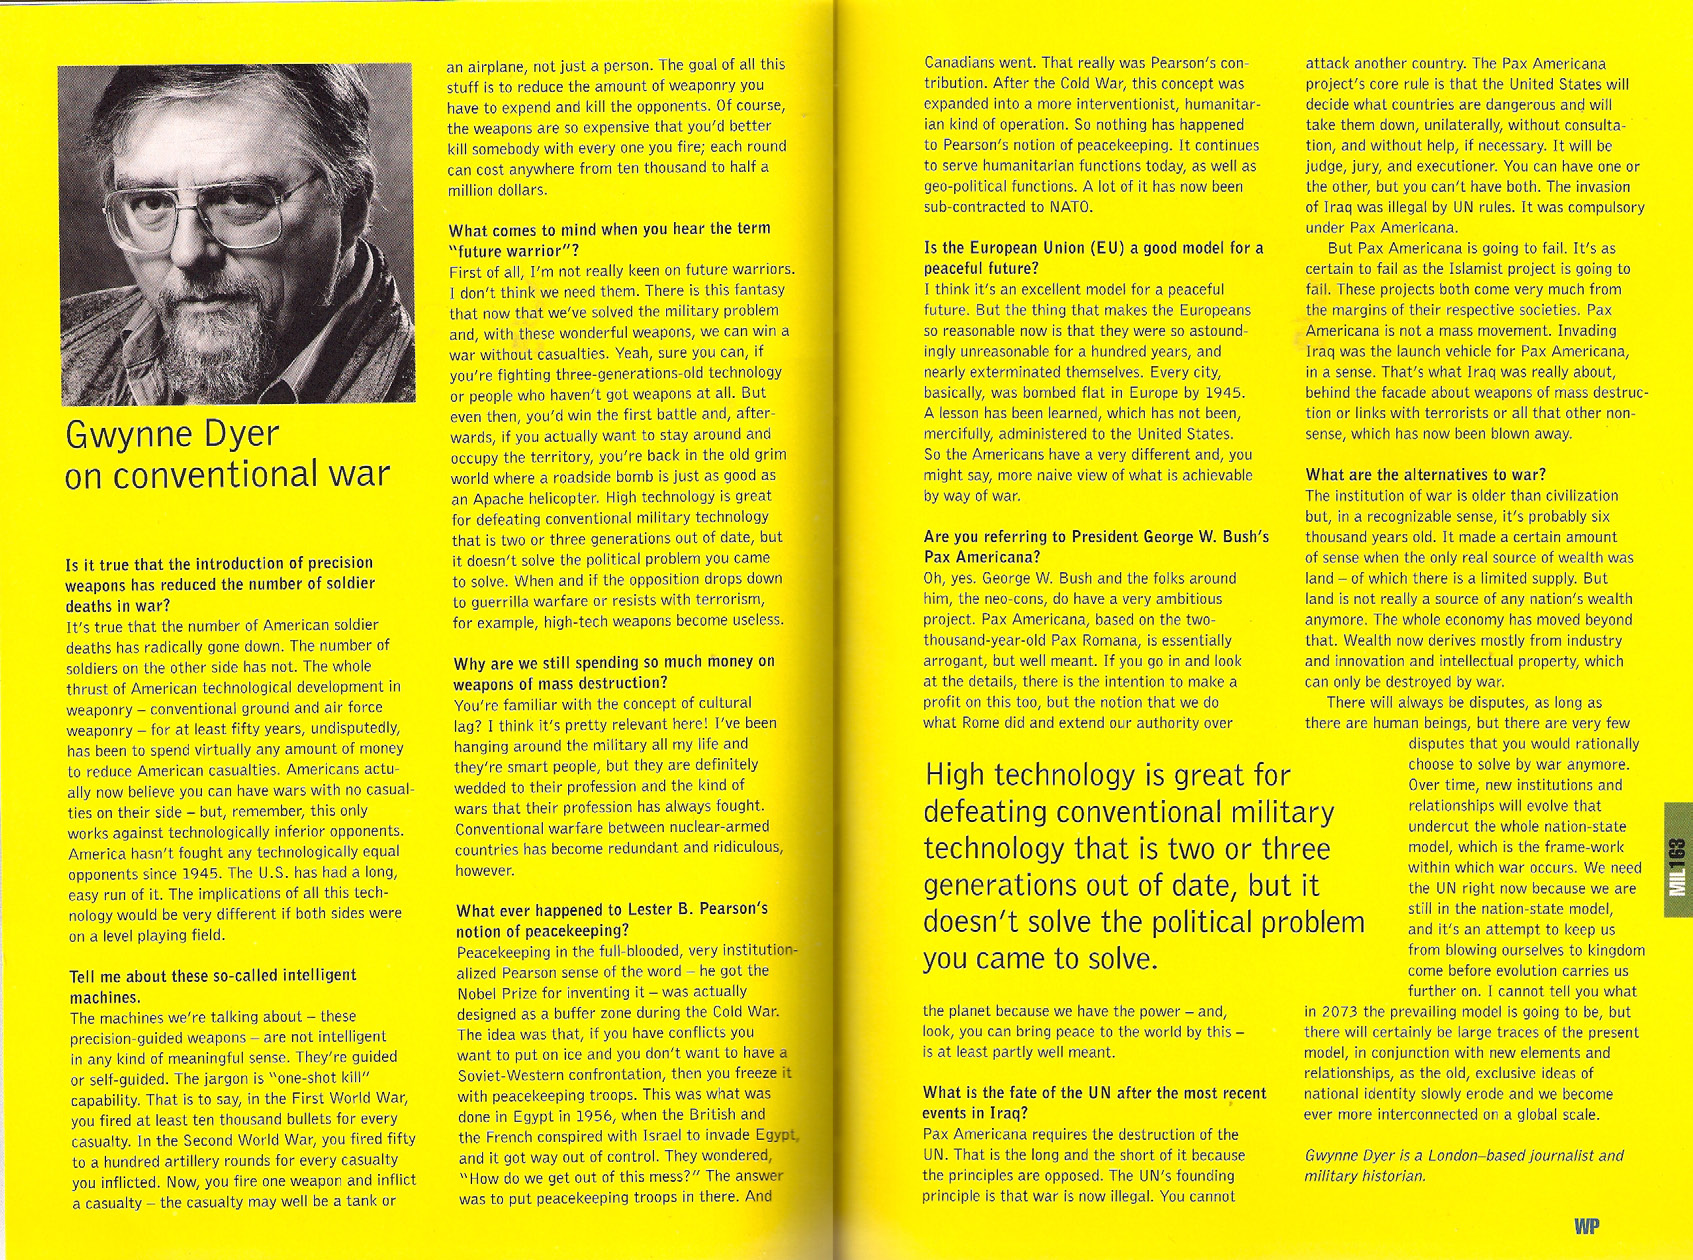 Gwynne Dyer
on conventional war
Is it true that the introduction of precision
weapons has reduced the number of soldier
deaths in war?
It's true that the number of American soldier
deaths has radically gone down. The number of
soldiers on the other side has not. The whole
thrust of American technological development in
weaponry – conventional ground and air force
weaponry – for at least fifty years, undisputedly,
has been to spend virtually any amount of money
to reduce American casualties. Americans actu-
ally now believe you can have wars with no casual-
ties on their side – but, remember, this only
works against technologically inferior opponents.
America hasn't fought any technologically equal
opponents since 1945. The U.S. has had a long,
easy run of it. The implications of all this tech-
nology would be very different if both sides were
on a level playing field.
Tell me about these so-called intelligent
machines.
The machines we're talking about – these
precision-guided weapons – are not intelligent
in any kind of meaningful sense. They're guided
or self-guided. The jargon is "one-shot kill"
capability. That is to say, in the First World War,
you fired at least ten thousand bullets for every
casualty. In the Second World War, you fired fifty
to a hundred artillery rounds for every casualty
you inflicted. Now, you fire one weapon and inflict
a casualty – the casualty may well be a tank or
an airplane, not just a person. The goal of all this
stuff is to reduce the amount of weaponry you
have to expend and kill the opponents. Of course,
the weapons are so expensive that you'd better
kill somebody with every one you fire; each round
can cost anywhere from ten thousand to half a
million dollars.
What comes to mind when you hear the term
"future warrior"?
First of all, I'm not really keen on future warriors.
I don't think we need them. There is this fantasy
that now that we've solved the military problem
and, with these wonderful weapons, we can win a
war without casualties. Yeah, sure you can, if
you're fighting three-generations-old technology
or people who haven't got weapons at all. But
even then, you'd win the first battle and, after-
wards, if you actually want to stay around and
occupy the territory, you're back in the old grim
world where a roadside bomb is just as good as
an Apache helicopter. High technology is great
for defeating conventional military technology
that is two or three generations out of date, but
it doesn't solve the political problem you came
to solve. When and if the opposition drops down
to guerrilla warfare or resists with terrorism,
for example, high-tech weapons become useless.
Why are we still spending so much money on
weapons of mass destruction?
You're familiar with the concept of cultural
lag? I think it's pretty relevant here! I've been
hanging around the military all my life and
they're smart people, but they are definitely
wedded to their profession and the kind of
wars that their profession has always fought.
Conventional warfare between nuclear-armed
countries has become redundant and ridiculous,
however.
What ever happened to Lester B. Pearson's
notion of peacekeeping?
Peacekeeping in the full-blooded, very institution-
alized Pearson sense of the word – he got the
Nobel Prize for inventing it – was actually
designed as a buffer zone during the Cold War.
The idea was that, if you have conflicts you
want to put on ice and you don't want to have a
Soviet-Western confrontation, then you freeze it
with peacekeeping troops. This was what was
done in Egypt in 1956, when the British and
the French conspired with Israel to invade Egypt,
and it got way out of control. They wondered,
"How do we get out of this mess?" The answer
was to put peacekeeping troops in there. And
Canadians went. That really was Pearson's con-
tribution. After the Cold War, this concept was
expanded into a more interventionist, humanitar-
ian kind of operation. So nothing has happened
to Pearson's notion of peacekeeping. It continues
to serve humanitarian functions today, as well as
geo-political functions. A lot of it has now been
sub-contracted to NATO.
Is the European Union (EU) a good model for a
peaceful future?
I think it's an excellent model for a peaceful
future. But the thing that makes the Europeans
so reasonable now is that they were so astound-
ingly unreasonable for a hundred years, and
nearly exterminated themselves. Every city,
basically, was bombed flat in Europe by 1945.
A lesson has been learned, which has not been,
mercifully, administered to the United States.
So the Americans have a very different and, you
might say, more naive view of what is achievable
by way of war.
Are you referring to President George W. Bush's
Pax Americana?
Oh, yes. George W. Bush and the folks around
him, the neo-cons, do have a very ambitious
project. Pax Americana, based on the two-
thousand-year-old Pax Romana, is essentially
arrogant, but well meant. If you go in and look
at the details, there is the intention to make a
profit on this too, but the notion that we do
what Rome did and extend our authority over
High technology is great for
defeating conventional military
technology that is two or three
generations out of date, but it
doesn't solve the political problem
you came to solve.
the planet because we have the power – and,
look, you can bring peace to the world by this –
is at least partly well meant.
What is the fate of the UN after the most recent
events in Iraq?
Pax Americana requires the destruction of the
UN. That is the long and the short of it because
the principles are opposed. The UN's founding
principle is that war is now illegal. You cannot
attack another country. The Pax Americana
project's core rule is that the United States will
decide what countries are dangerous and will
take them down, unilaterally, without consulta-
tion, and without help, if necessary. It will be
judge, jury, and executioner. You can have one or
the other, but you can't have both. The invasion
of Iraq was illegal by UN rules. It was compulsory
under Pax Americana.
But Pax Americana is going to fail. It's as
certain to fail as the Islamist project is going to
fail. These projects both come very much from
the margins of their respective societies. Pax
Americana is not a mass movement. Invading
Iraq was the launch vehicle for Pax Americana,
in a sense. That's what Iraq was really about,
behind the facade about weapons of mass destruc-
tion or links with terrorists or all that other non-
sense, which has now been blown away.
What are the alternatives to war?
The institution of war is older than civilization
but, in a recognizable sense, it's probably six
thousand years old. It made a certain amount
of sense when the only real source of wealth was
land – of which there is a limited supply. But
land is not really a source of any nation's wealth
anymore. The whole economy has moved beyond
that. Wealth now derives mostly from industry
and innovation and intellectual property, which
can only be destroyed by war.
There will always be disputes, as long as
there are human beings, but there are very few
disputes that you would rationally
choose to solve by war anymore.
Over time, new institutions and
relationships will evolve that
undercut the whole nation-state
model, which is the frame-work
within which war occurs. We need
the UN right now because we are
still in the nation-state model,
and it's an attempt to keep us
from blowing ourselves to kingdom
come before evolution carries us
further on. I cannot tell you what
in 2073 the prevailing model is going to be, but
there will certainly be large traces of the present
model, in conjunction with new elements and
relationships, as the old, exclusive ideas of
national identity slowly erode and we become
ever more interconnected on a global scale.
Gwynne Dyer is a London–based journalist and
military historian.
MIL163
WP